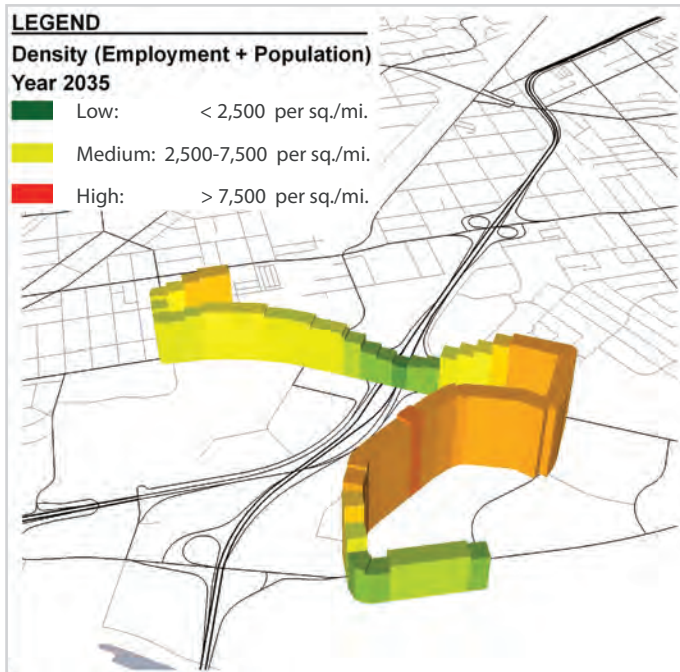 LEGEND
Density (Employment + Population)
Year 2035
Low: < 2,500 per sq./mi.
Medium: 2,500-7,500 per sq./mi.
High: > 7,500 per sq./mi.